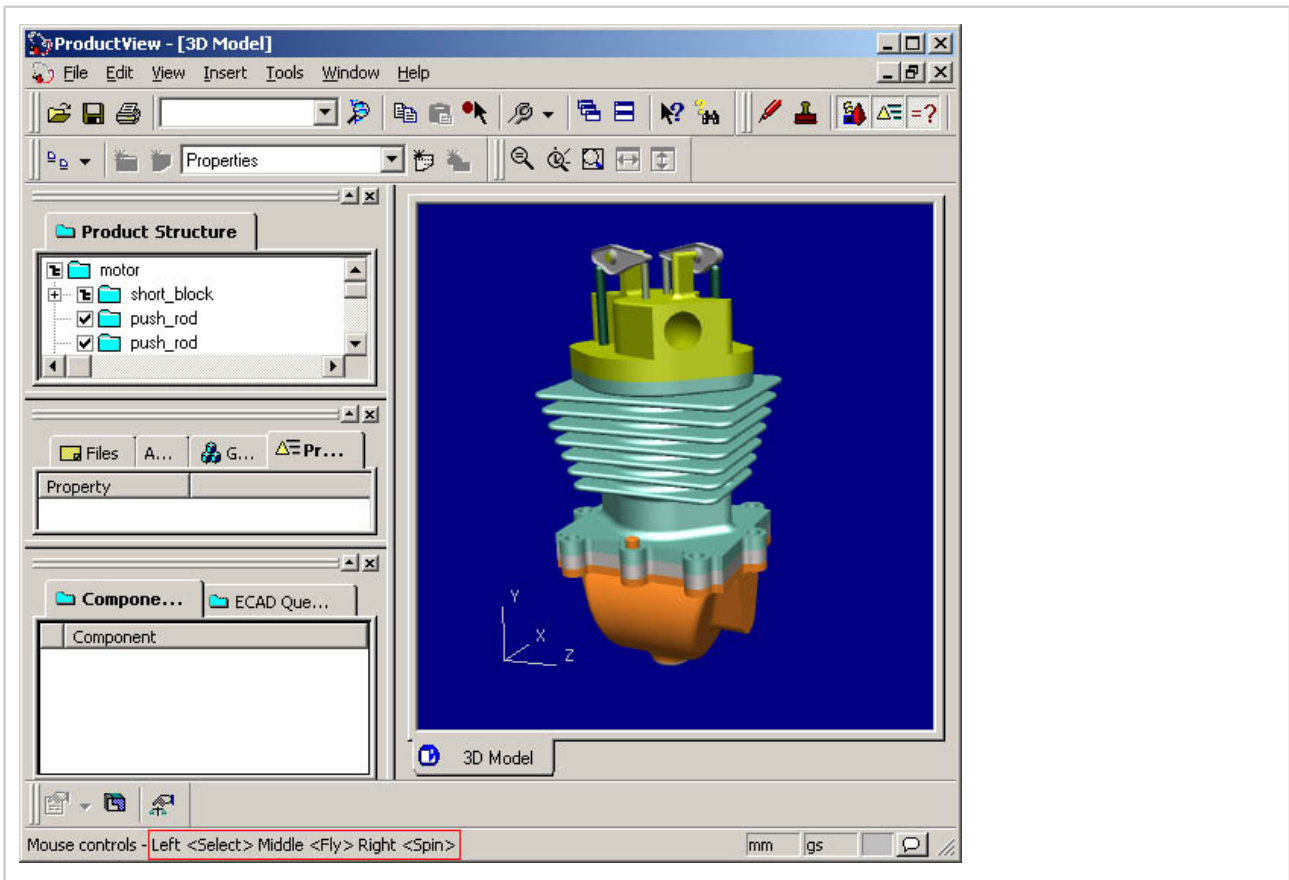 ProductView - [3D Model]
File Edit View Insert Tools Window Help
=?
Properties
Product Structure
motor
short_block
push_rod
push_rod
Files A... G... Pr...
Property
Compone... ECAD Que...
Component
Y
X
Z
3D Model
Mouse controls - Left <Select> Middle <Fly> Right <Spin> mm gs